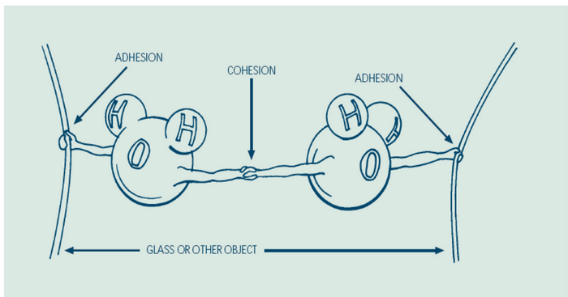 ADHESION
COHESION
ADHESION
H
H
O
H
H
O
GLASS OR OTHER OBJECT